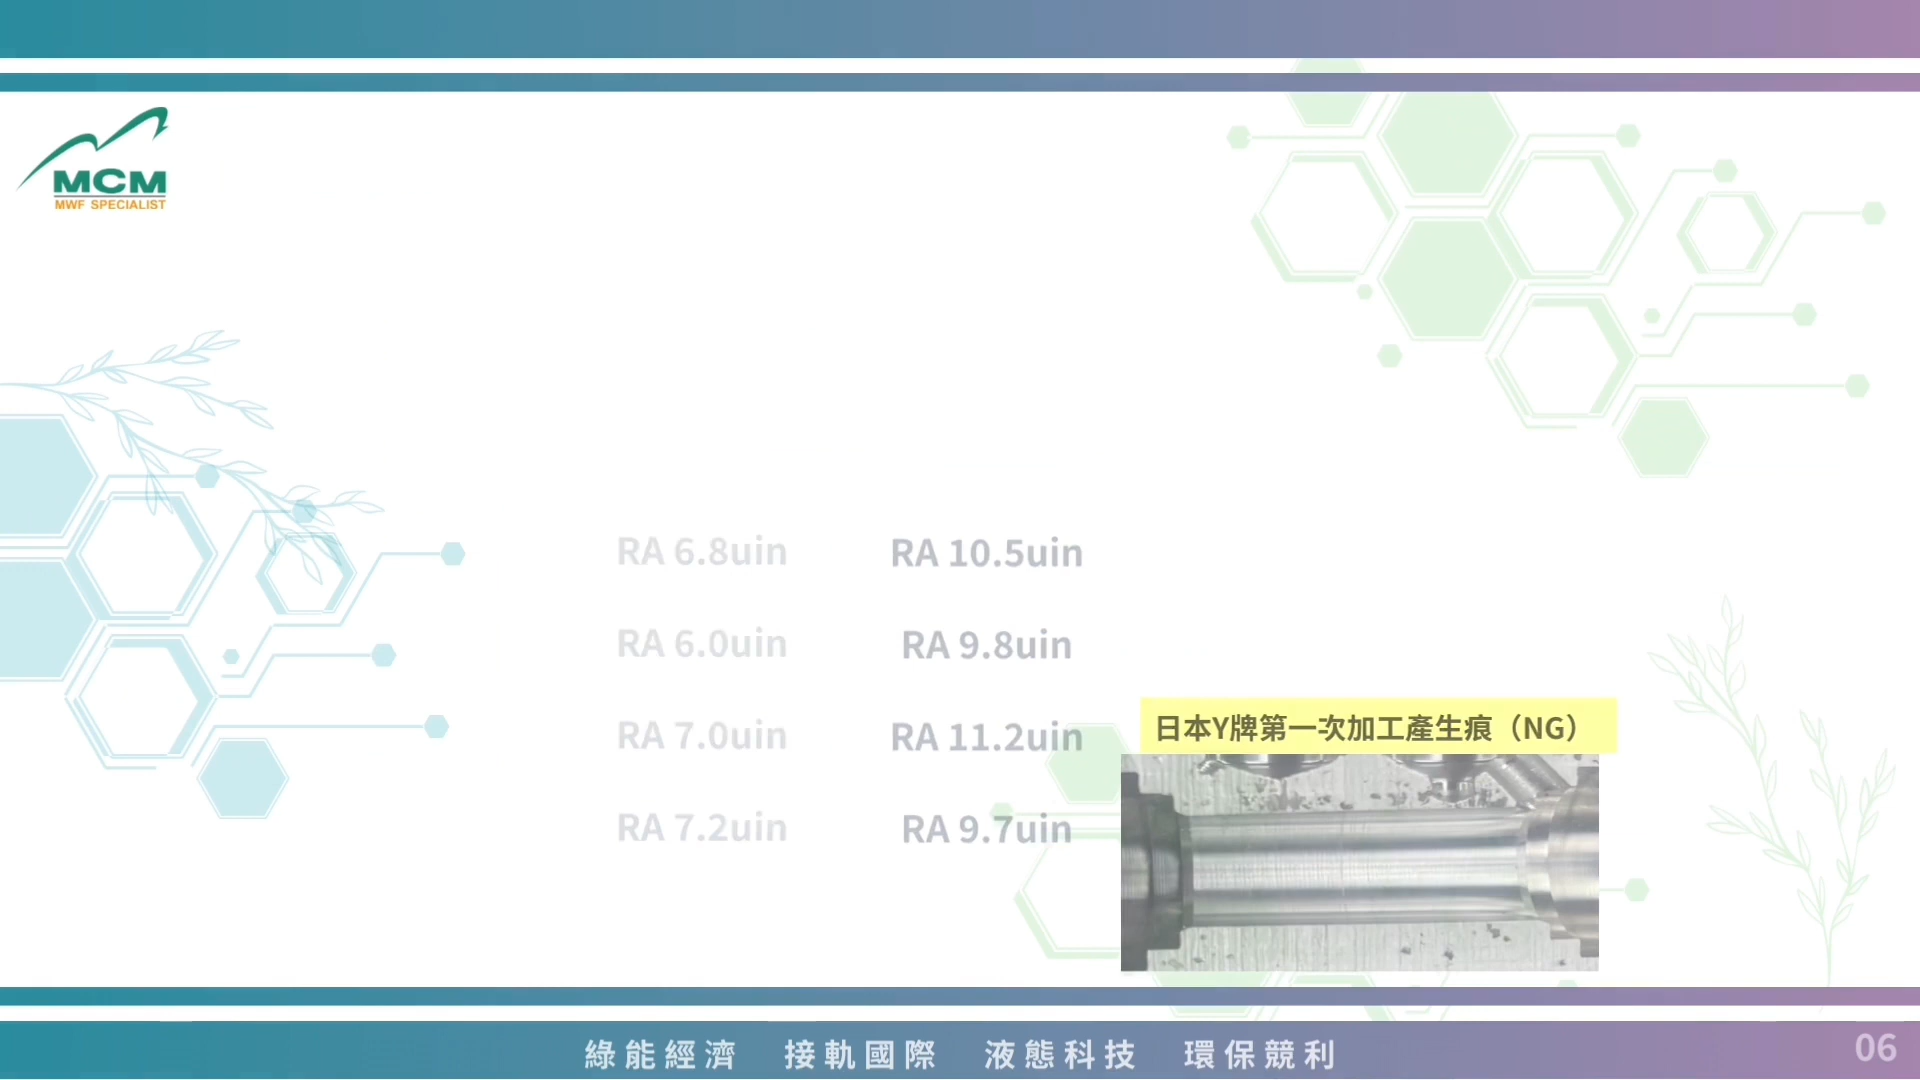 MCM
MWF SPECIALIST
RA 6.8uin RA 10.5uin
RA 6.0uin RA 9.8uin
RA 7.0uin RA 11.2uin
日本Y牌第一次加工產生痕（NG）
RA 7.2uin RA 9.7uin
綠能經濟 接軌國際 液態科技 環保競利
06